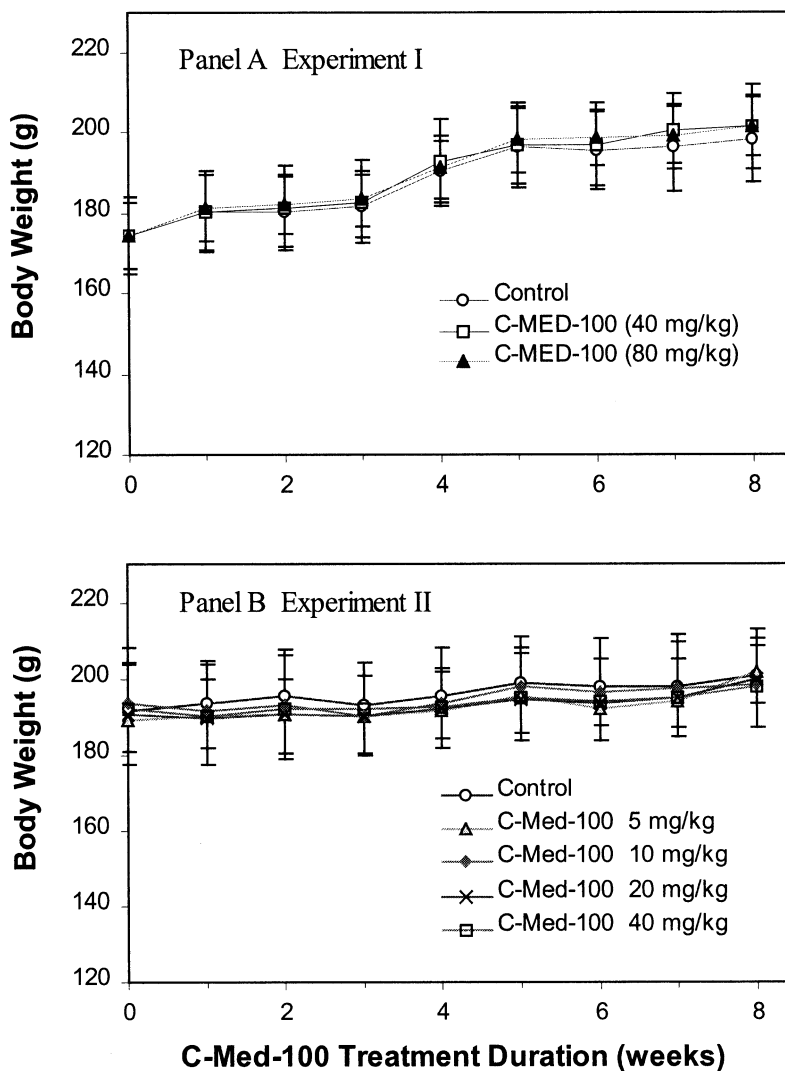 Panel A Experiment I
Body Weight (g)
220
200
180
160
140
120
Control
C-MED-100 (40 mg/kg)
C-MED-100 (80 mg/kg)
0 2 4 6 8
Panel B Experiment II
Body Weight (g)
220
200
180
160
140
120
Control
C-Med-100 5 mg/kg
C-Med-100 10 mg/kg
C-Med-100 20 mg/kg
C-Med-100 40 mg/kg
0 2 4 6 8
C-Med-100 Treatment Duration (weeks)